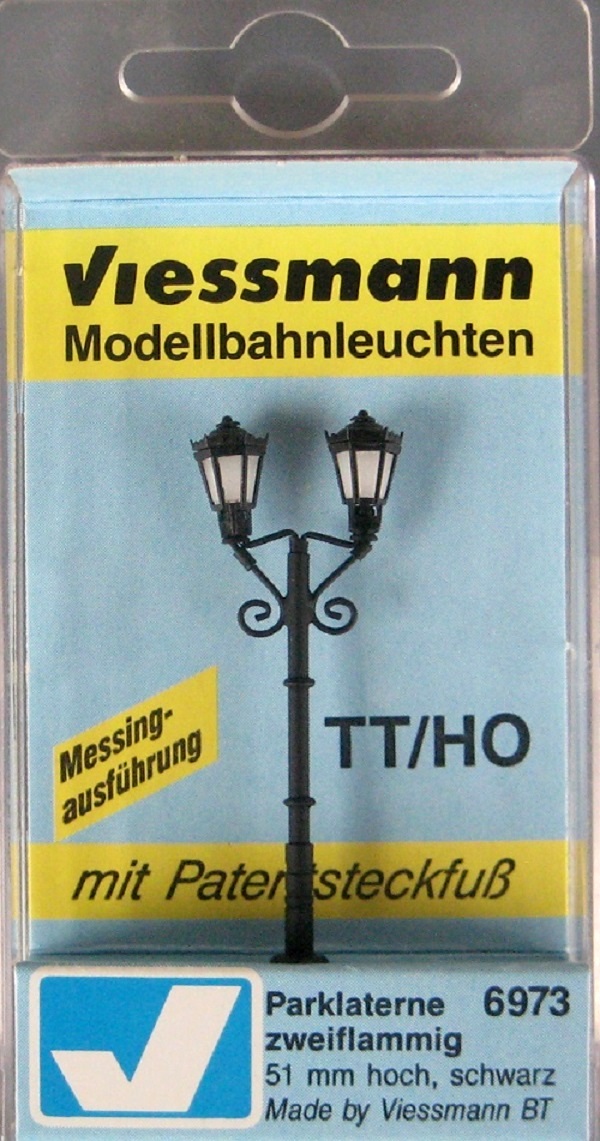 Viessmann
Modellbahnleuchten
Messing-
ausführung
TT/HO
mit Patentsteckfuß
Parklaterne 6973
zweiflammig
51 mm hoch, schwarz
Made by Viessmann BT